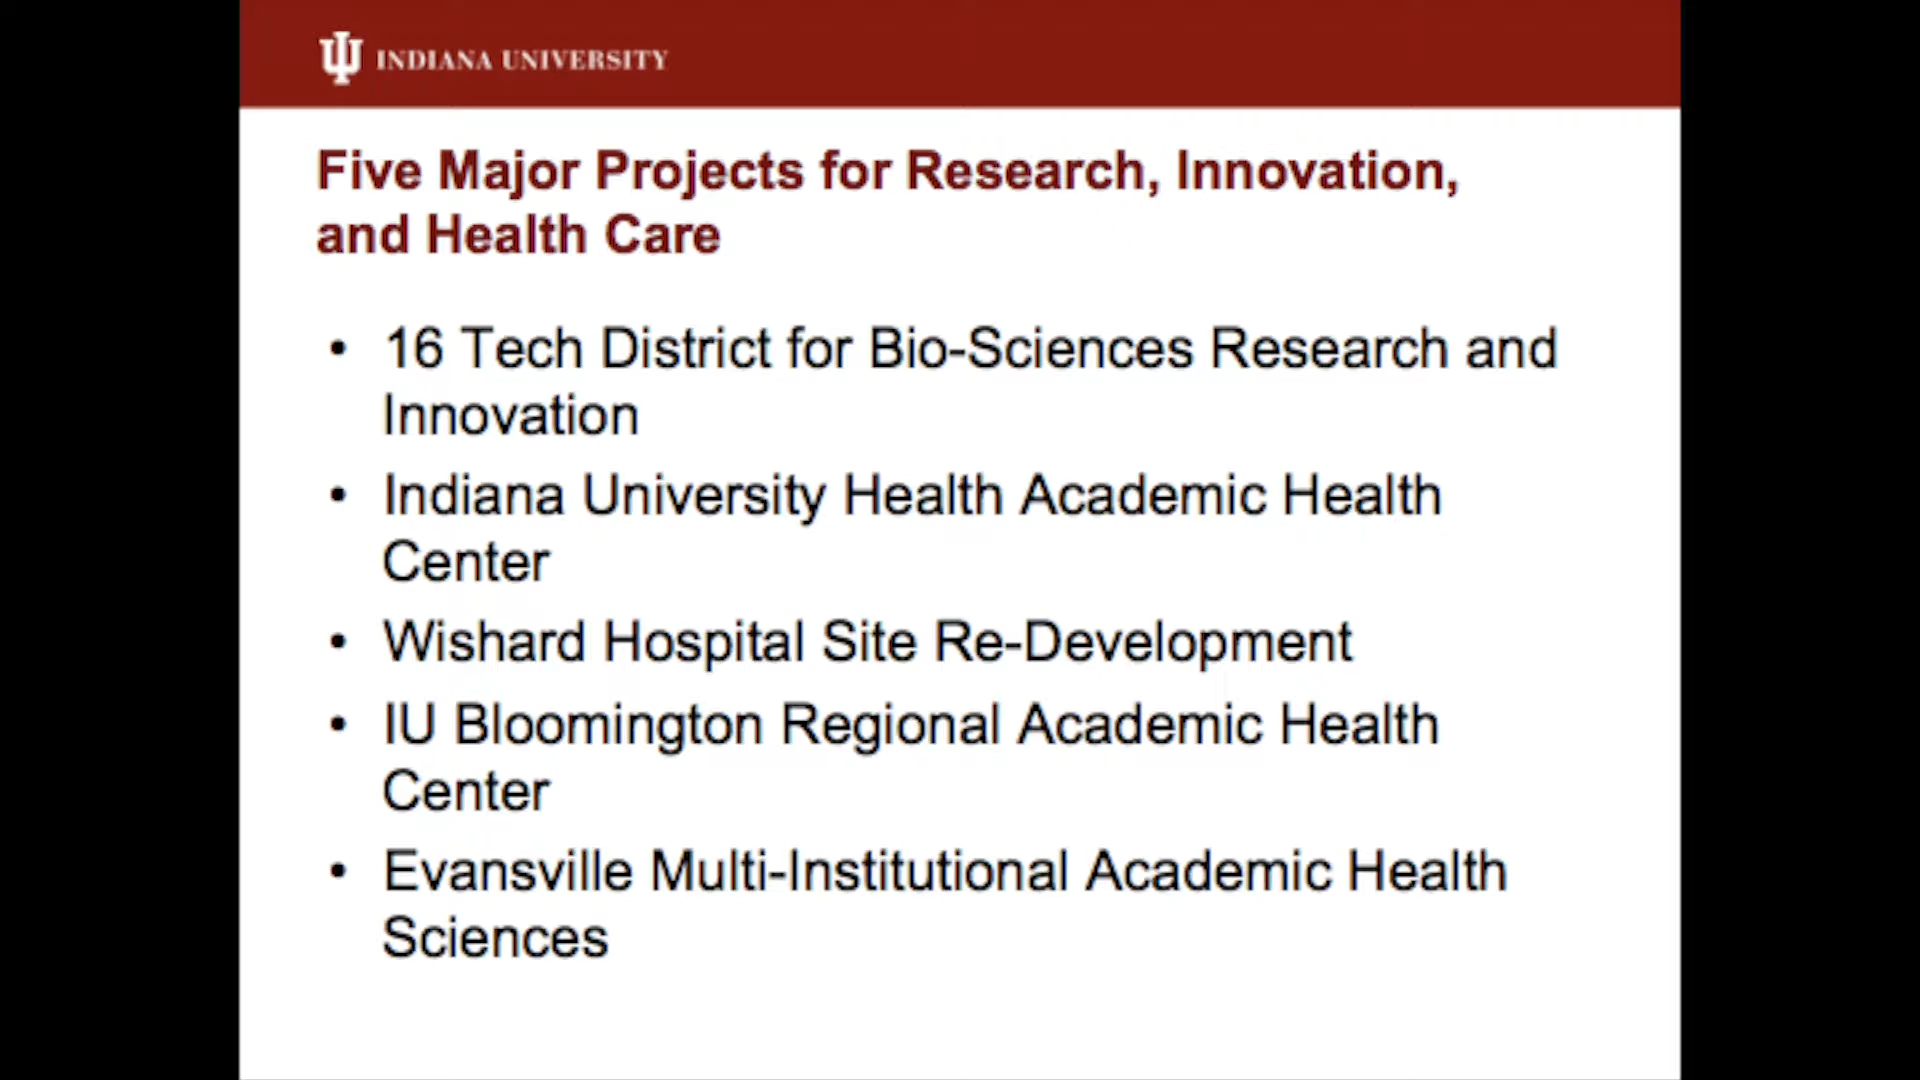 INDIANA UNIVERSITY
Five Major Projects for Research, Innovation,
and Health Care
• 16 Tech District for Bio-Sciences Research and
Innovation
• Indiana University Health Academic Health
Center
• Wishard Hospital Site Re-Development
• IU Bloomington Regional Academic Health
Center
• Evansville Multi-Institutional Academic Health
Sciences